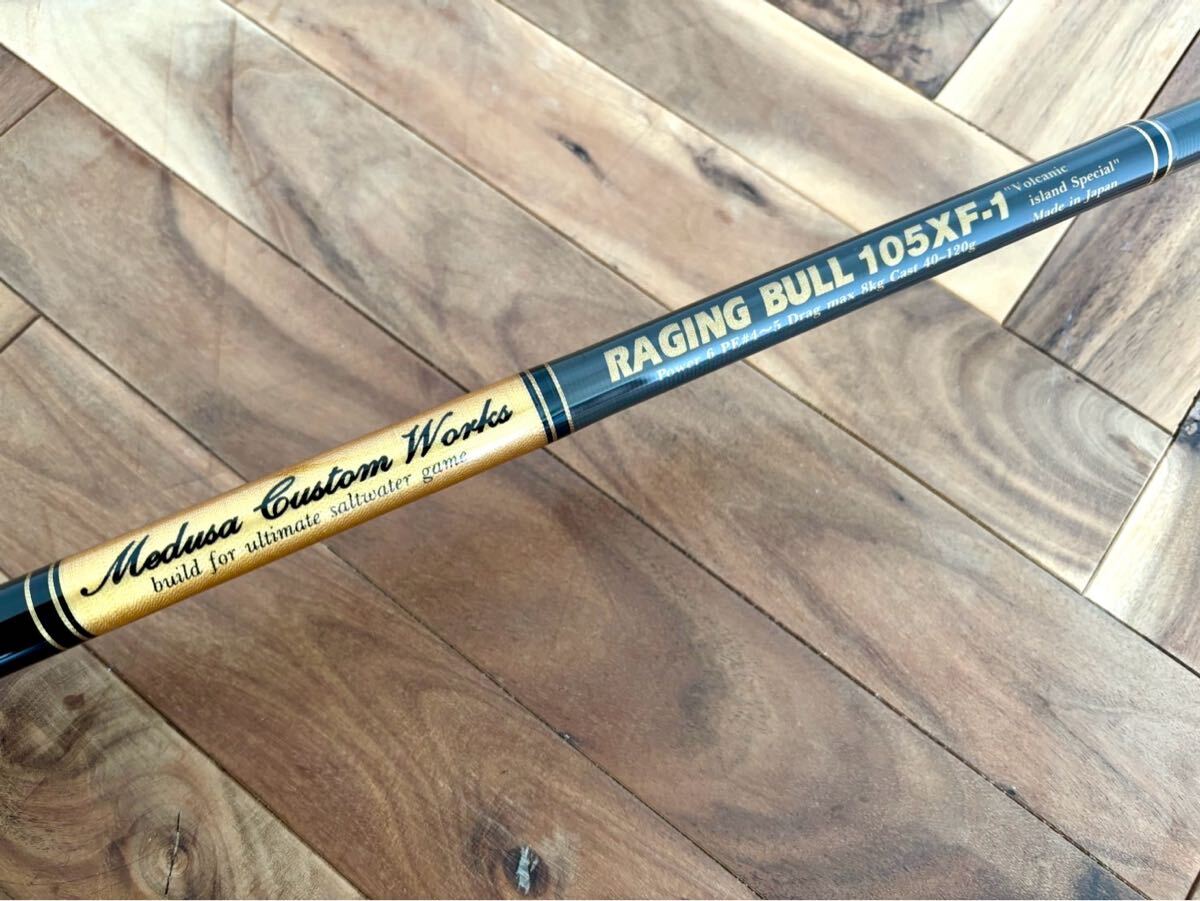 Medusa Custom Works
build for ultimate saltwater game
RAGING BULL 105XF-1
Power 6 PE#4~5 Drag max 8kg Cast 40~120g
"Volcanic
island Special"
Made in Japan